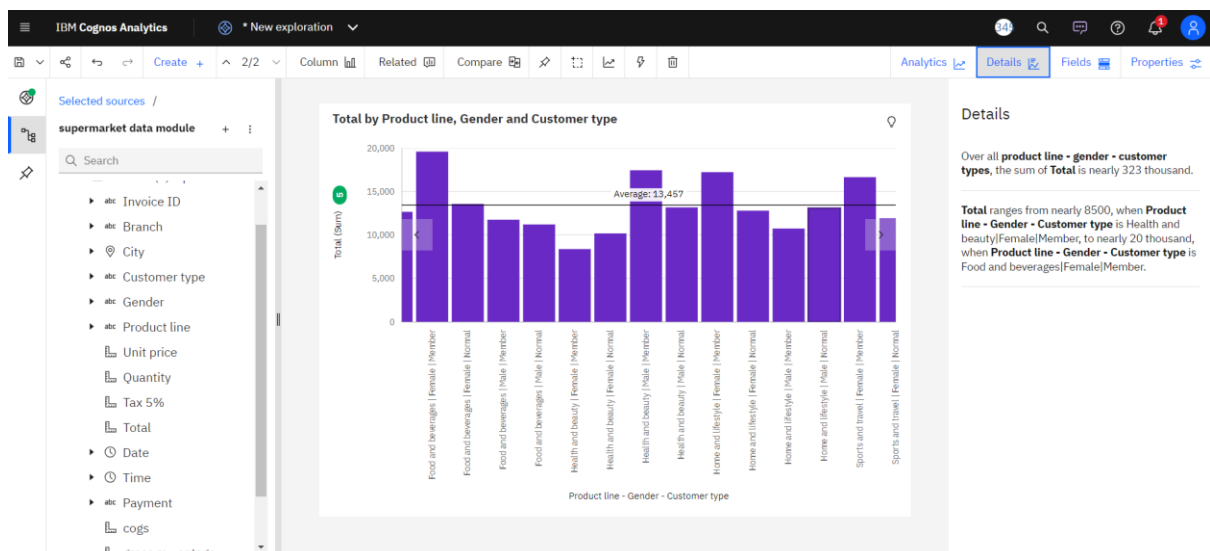 IBM Cognos Analytics
* New exploration
1
Create +
2/2
Column
Related
Compare
Analytics
Details
Fields
Properties
Selected sources /
supermarket data module
Search
abc Invoice ID
abc Branch
City
abc Customer type
abc Gender
abc Product line
Unit price
Quantity
Tax 5%
Total
Date
Time
abc Payment
cogs
Total by Product line, Gender and Customer type
20,000
15,000
10,000
5,000
0
Total (Sum)
5
Average: 13,457
Food and beverages | Female | Member
Food and beverages | Female | Normal
Food and beverages | Male | Member
Food and beverages | Male | Normal
Health and beauty | Female | Member
Health and beauty | Female | Normal
Health and beauty | Male | Member
Health and beauty | Male | Normal
Home and lifestyle | Female | Member
Home and lifestyle | Female | Normal
Home and lifestyle | Male | Member
Home and lifestyle | Male | Normal
Sports and travel | Female | Member
Sports and travel | Female | Normal
Product line - Gender - Customer type
Details
Over all product line - gender - customer
types, the sum of Total is nearly 323 thousand.
Total ranges from nearly 8500, when Product
line - Gender - Customer type is Health and
beauty|Female|Member, to nearly 20 thousand,
when Product line - Gender - Customer type is
Food and beverages|Female|Member.